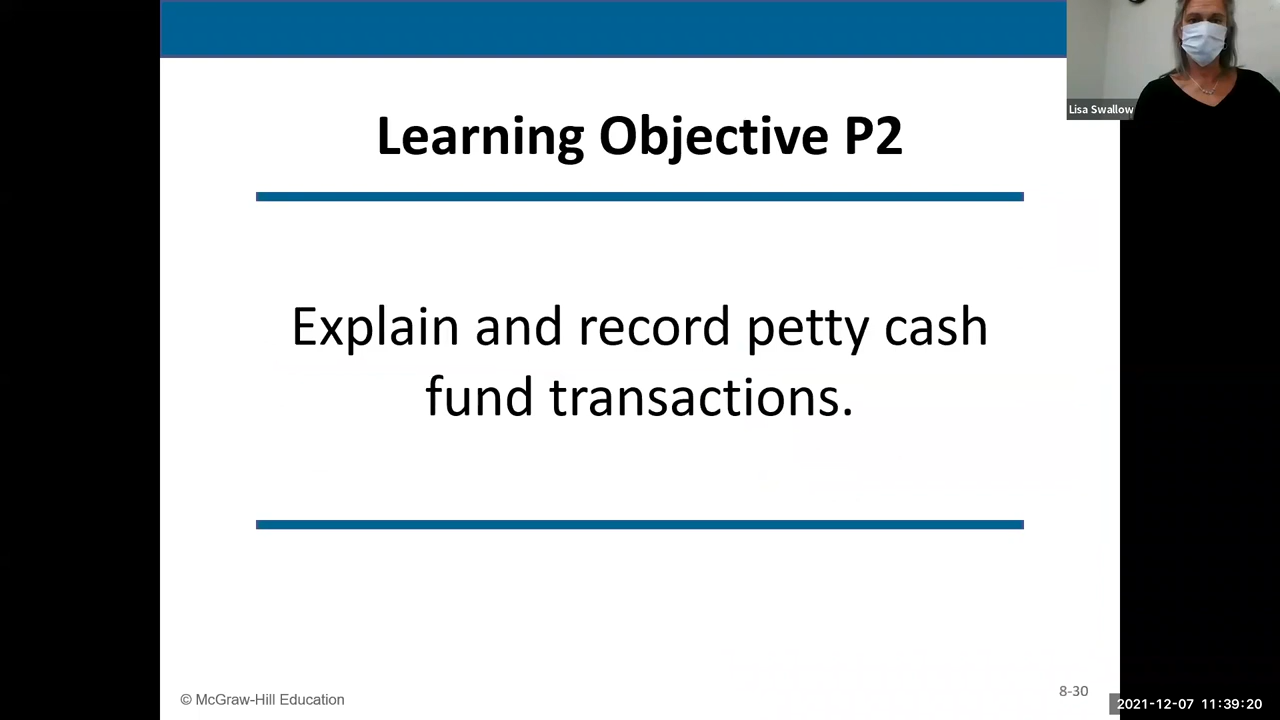 Lisa Swallow
Learning Objective P2
Explain and record petty cash
fund transactions.
© McGraw-Hill Education
8-30
2021-12-07 11:39:20